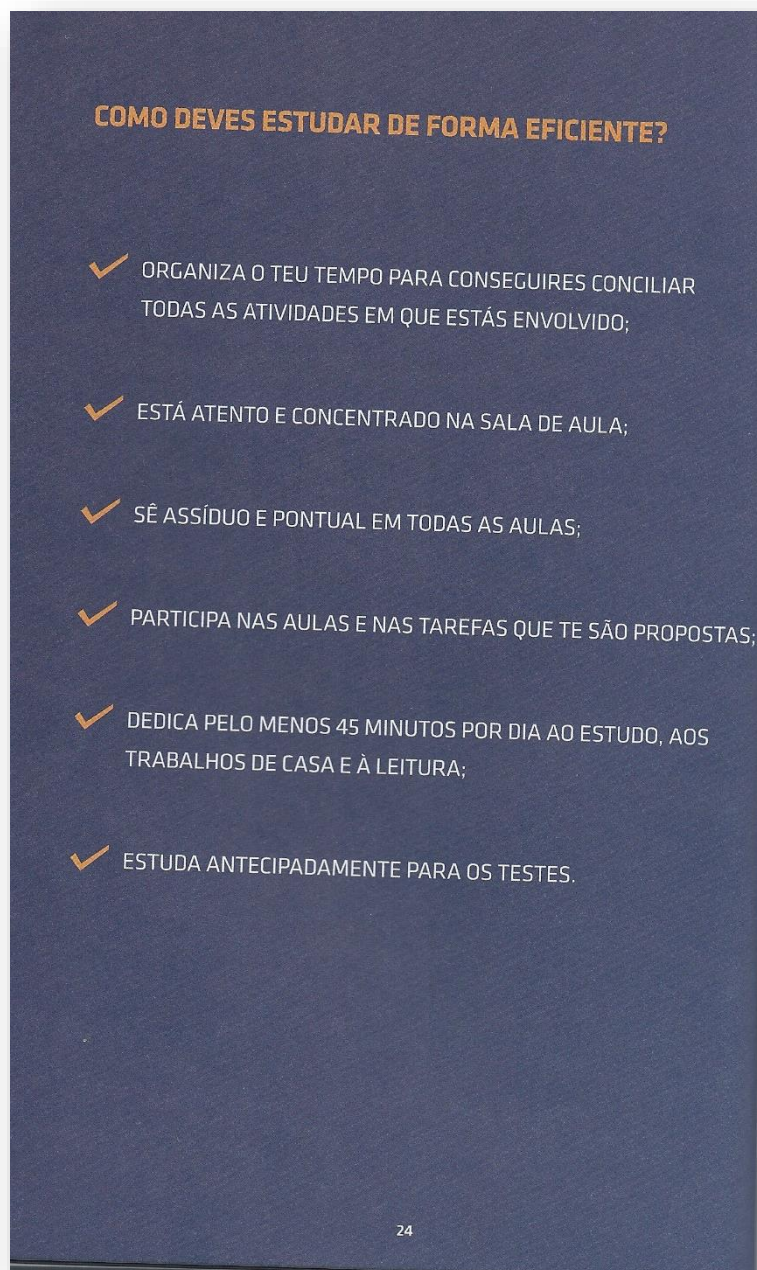 COMO DEVES ESTUDAR DE FORMA EFICIENTE?
ORGANIZA O TEU TEMPO PARA CONSEGUIRES CONCILIAR
TODAS AS ATIVIDADES EM QUE ESTÁS ENVOLVIDO;
ESTÁ ATENTO E CONCENTRADO NA SALA DE AULA;
SÊ ASSÍDUO E PONTUAL EM TODAS AS AULAS;
PARTICIPA NAS AULAS E NAS TAREFAS QUE TE SÃO PROPOSTAS;
DEDICA PELO MENOS 45 MINUTOS POR DIA AO ESTUDO, AOS
TRABALHOS DE CASA E À LEITURA;
ESTUDA ANTECIPADAMENTE PARA OS TESTES.
24